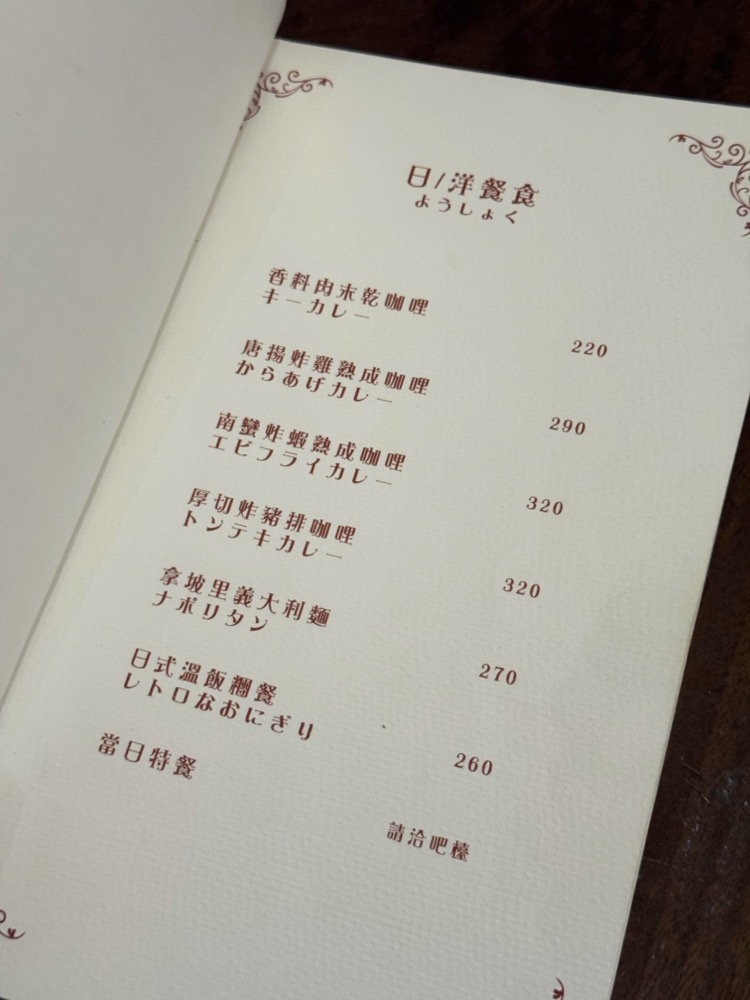 日/洋餐食
ようしょく
香料肉末乾咖哩
キーカレー
220
唐揚炸雞熟成咖哩
からあげカレー
290
南蠻炸蝦熟成咖哩
エビフライカレー
320
厚切炸豬排咖哩
トンテキカレー
320
拿坡里義大利麵
ナポリタン
270
日式溫飯糰餐
レトロなおにぎり
260
當日特餐
請洽吧檯